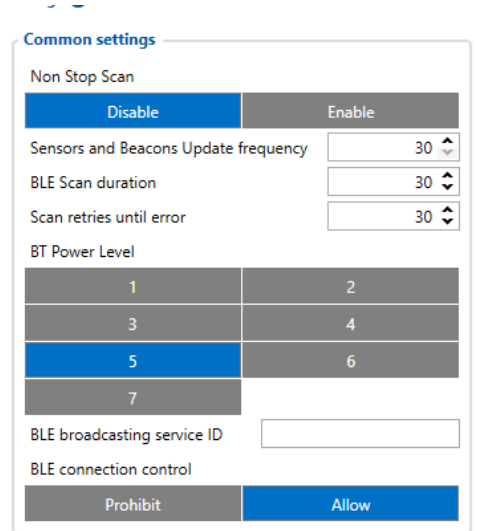 Common settings
Non Stop Scan
Disable Enable
Sensors and Beacons Update frequency 30
BLE Scan duration 30
Scan retries until error 30
BT Power Level
1 2
3 4
5 6
7
BLE broadcasting service ID
BLE connection control
Prohibit Allow